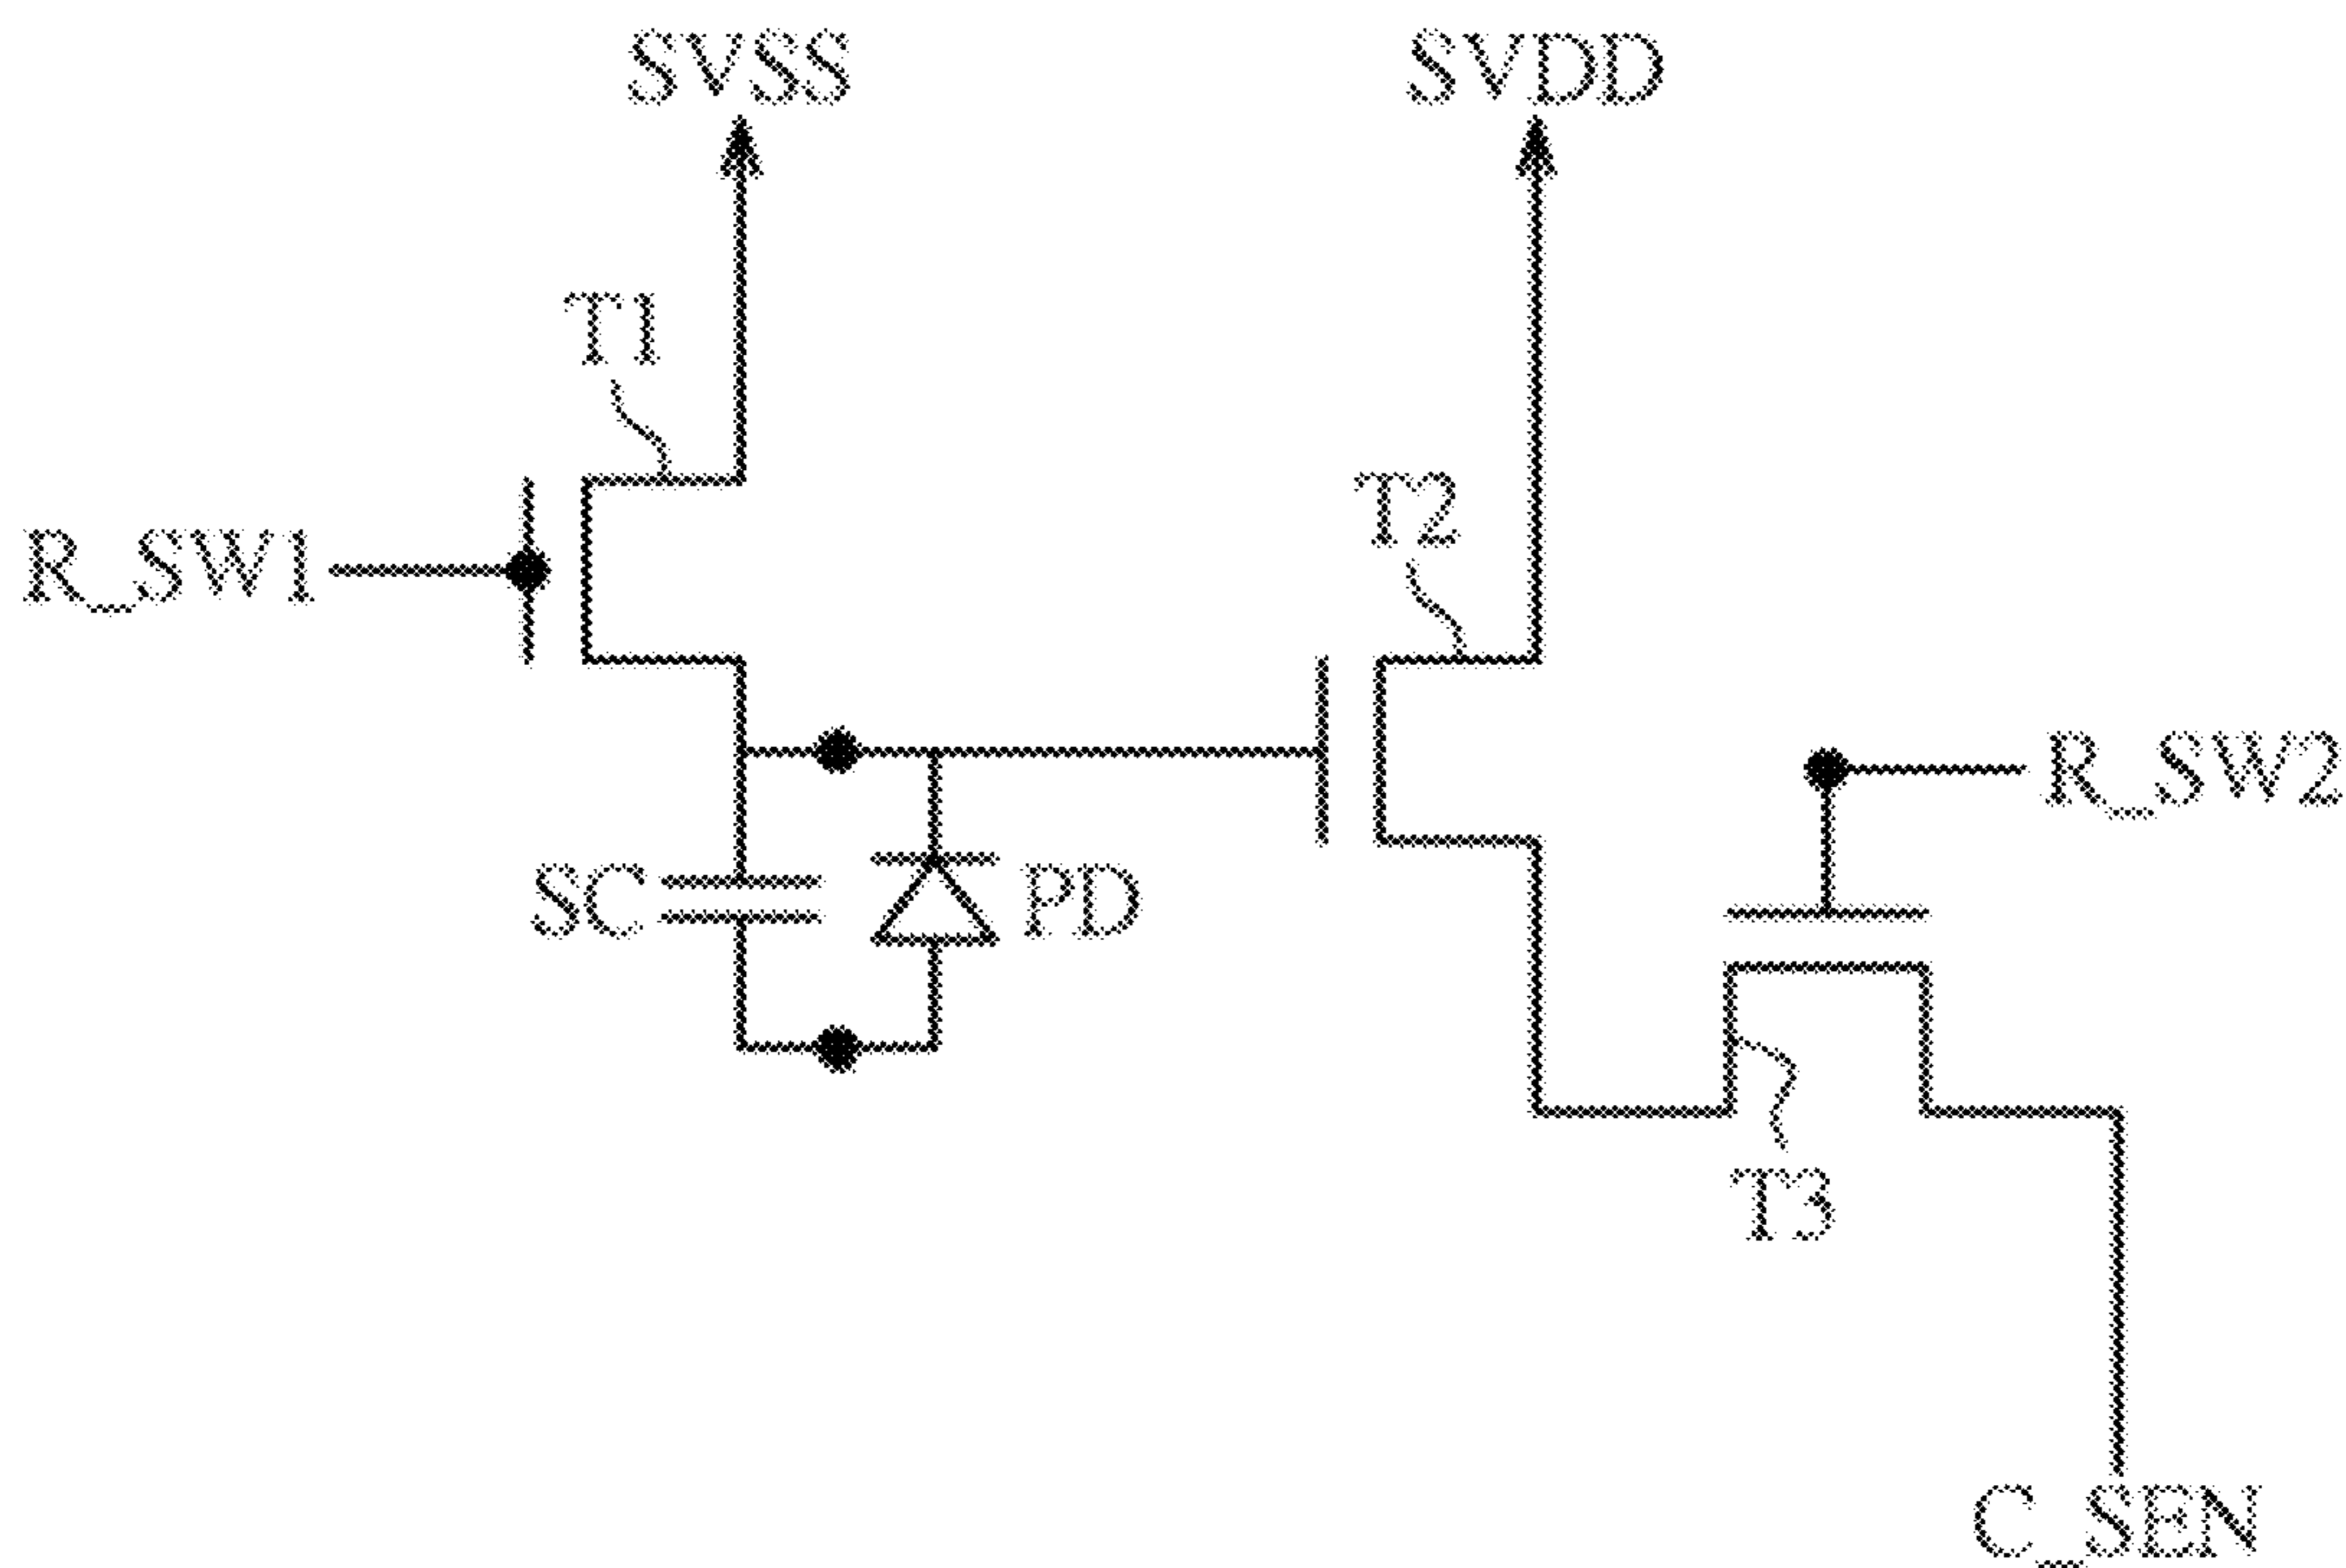 SVSS
SVDD
T1
T2
R_SW1
R_SW2
SC
PD
T3
C_SEN